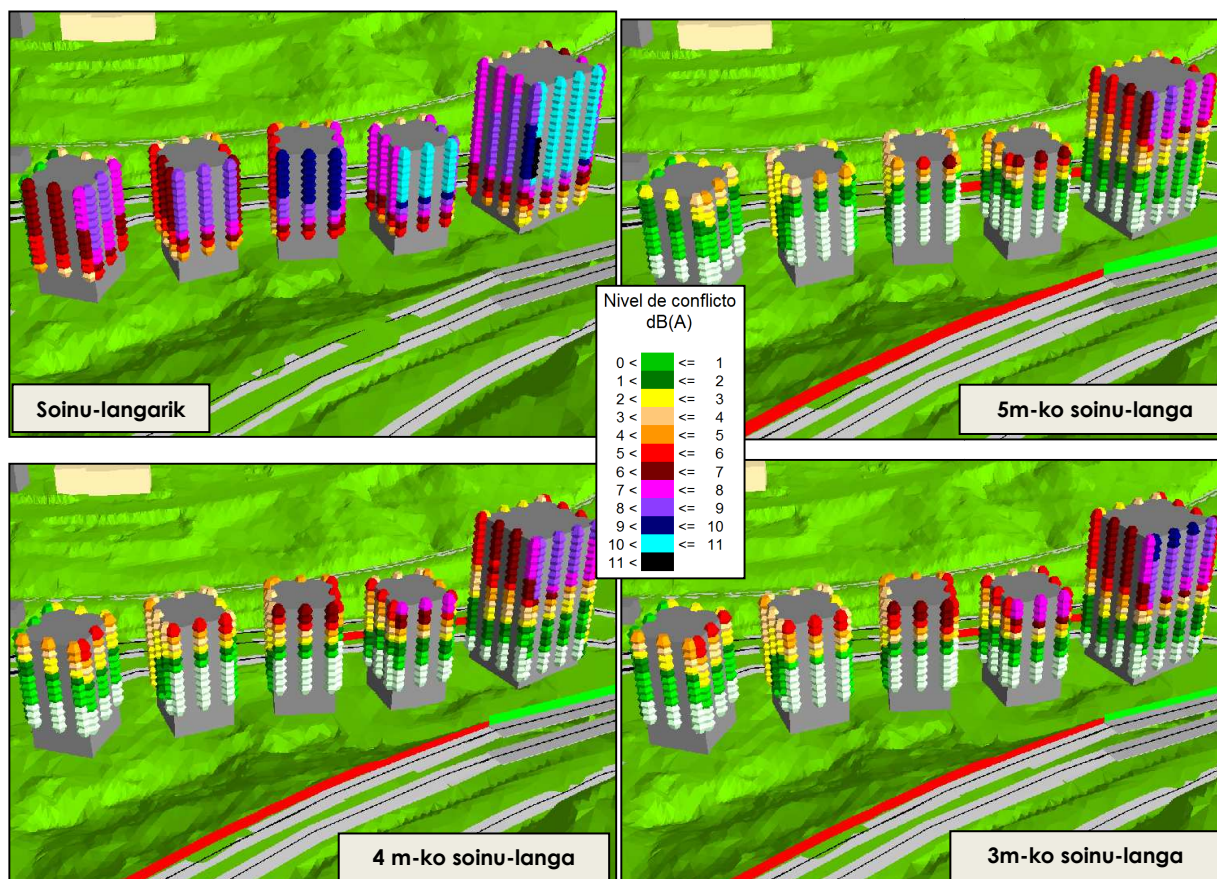 Soinu-langarik
5m-ko soinu-langa
Nivel de conflicto
dB(A)
0 < <= 1
1 < <= 2
2 < <= 3
3 < <= 4
4 < <= 5
5 < <= 6
6 < <= 7
7 < <= 8
8 < <= 9
9 < <= 10
10 < <= 11
11 <
4 m-ko soinu-langa
3m-ko soinu-langa